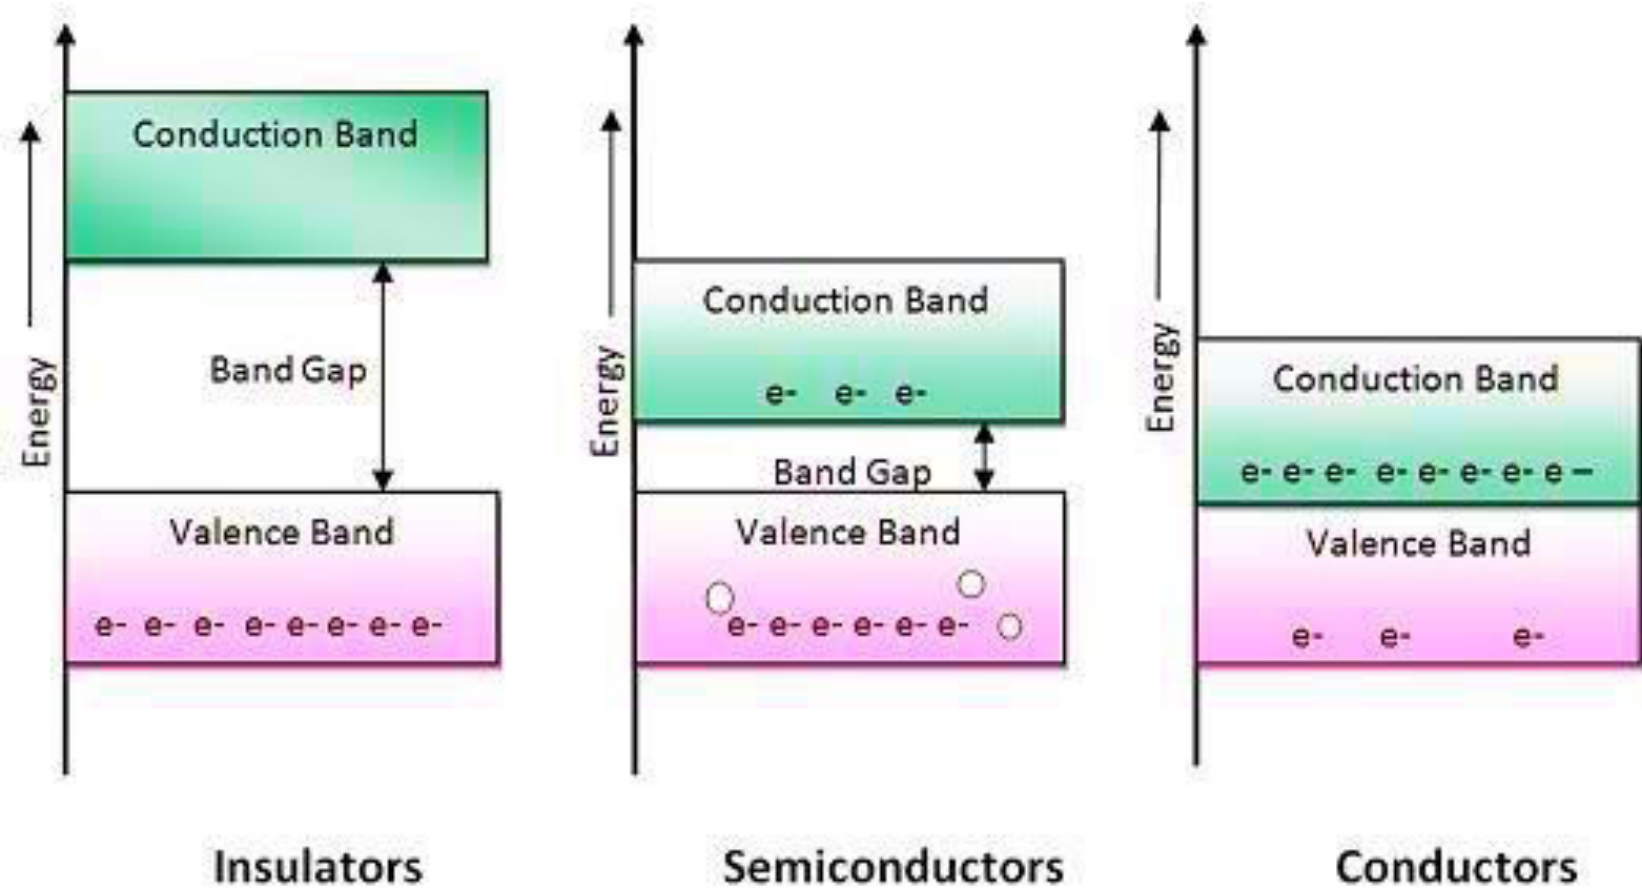 Conduction Band
Band Gap
Energy
Valence Band
e- e- e- e- e- e- e- e-
Insulators
Conduction Band
e- e- e-
Energy
Band Gap
Valence Band
e- e- e- e- e- e-
Semiconductors
Energy
Conduction Band
e- e- e- e- e- e- e- e –
Valence Band
e- e- e-
Conductors